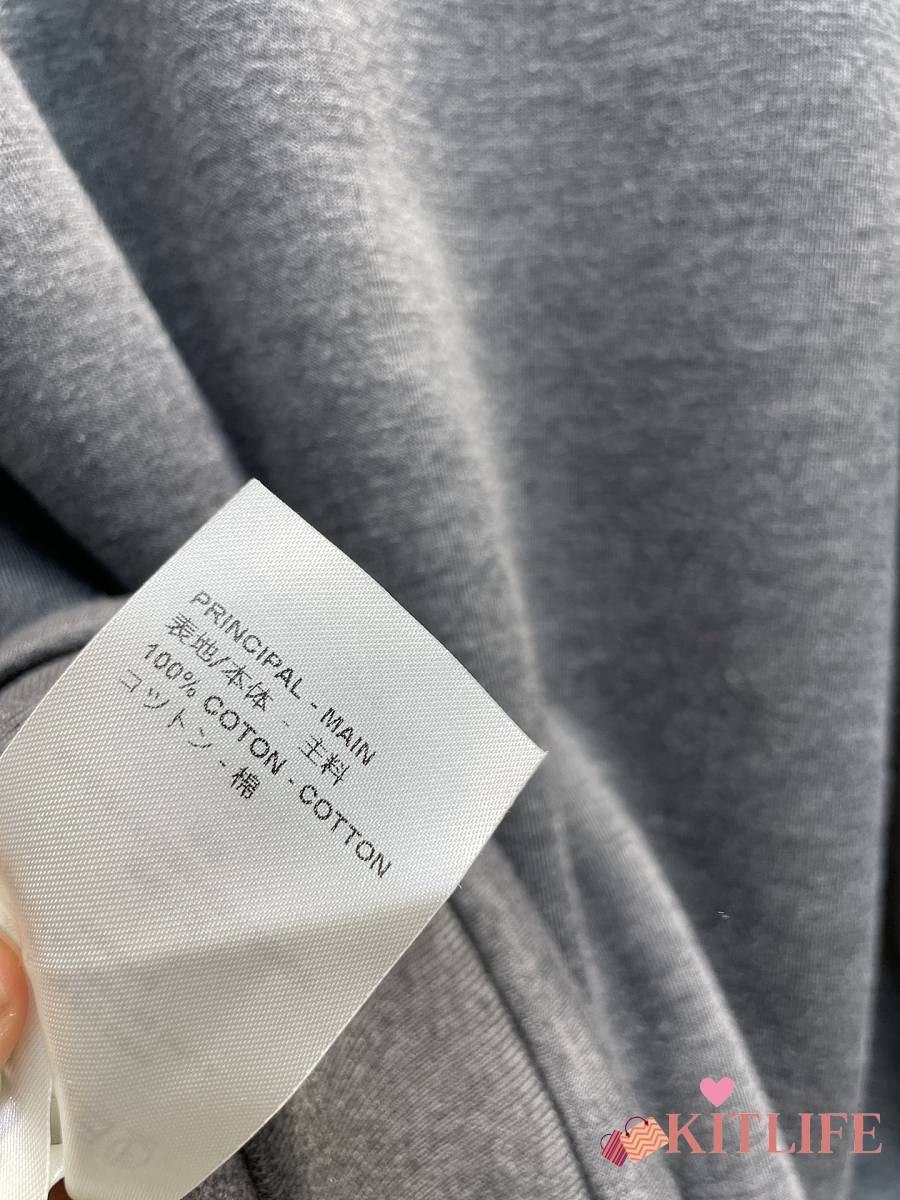 PRINCIPAL - MAIN
表地/本体 - 主料
100% COTON - COTTON
コットン - 棉
KITLIFE